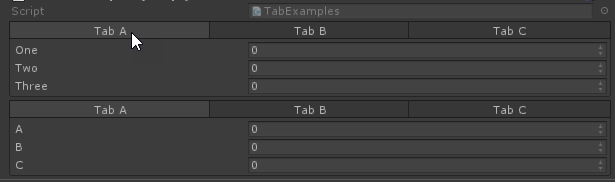 Script TabExamples
Tab A Tab B Tab C
One 0
Two 0
Three 0
Tab A Tab B Tab C
A 0
B 0
C 0